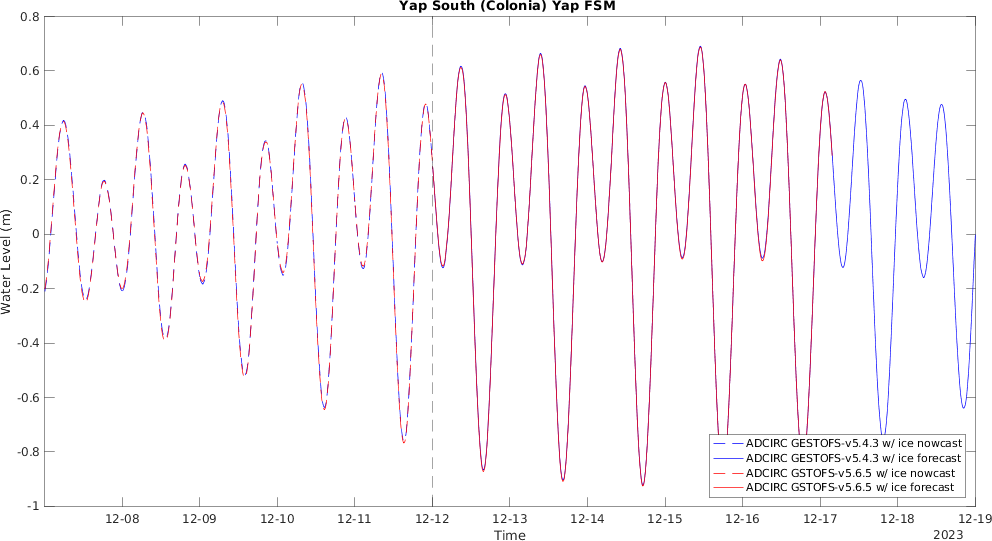 Yap South (Colonia) Yap FSM
0.8
0.6
0.4
0.2
0
-0.2
-0.4
-0.6
-0.8
-1
Water Level (m)
ADCIRC GESTOFS-v5.4.3 w/ ice nowcast
ADCIRC GESTOFS-v5.4.3 w/ ice forecast
ADCIRC GSTOFS-v5.6.5 w/ ice nowcast
ADCIRC GSTOFS-v5.6.5 w/ ice forecast
12-08 12-09 12-10 12-11 12-12 12-13 12-14 12-15 12-16 12-17 12-18 12-19
Time
2023